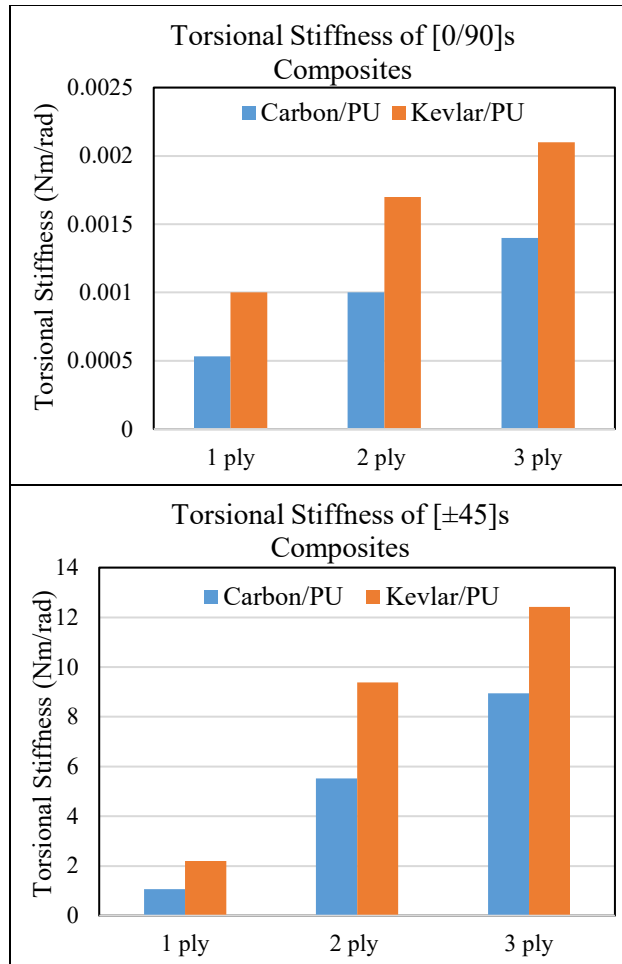 Torsional Stiffness of [0/90]s
Composites
Torsional Stiffness (Nm/rad)
0.0025
0.002
0.0015
0.001
0.0005
0
Carbon/PU Kevlar/PU
1 ply 2 ply 3 ply
Torsional Stiffness of [±45]s
Composites
Torsional Stiffness (Nm/rad)
14
12
10
8
6
4
2
0
Carbon/PU Kevlar/PU
1 ply 2 ply 3 ply